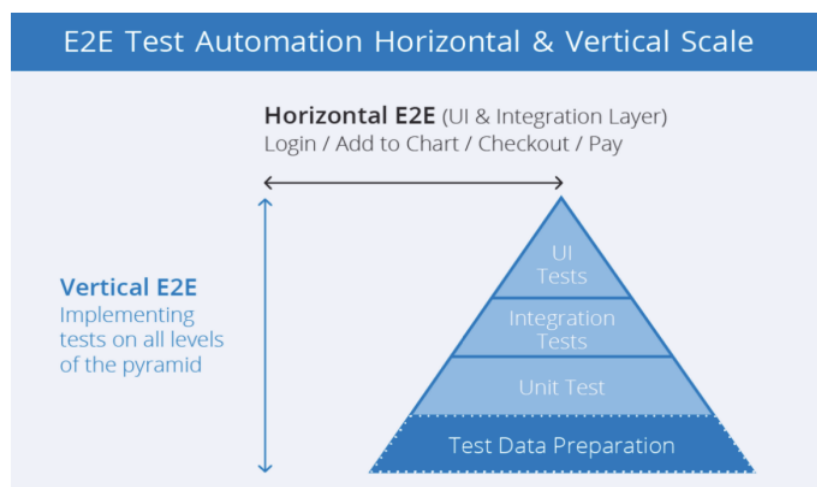 E2E Test Automation Horizontal & Vertical Scale
Horizontal E2E (UI & Integration Layer)
Login / Add to Chart / Checkout / Pay
Vertical E2E
Implementing
tests on all levels
of the pyramid
UI
Tests
Integration
Tests
Unit Test
Test Data Preparation